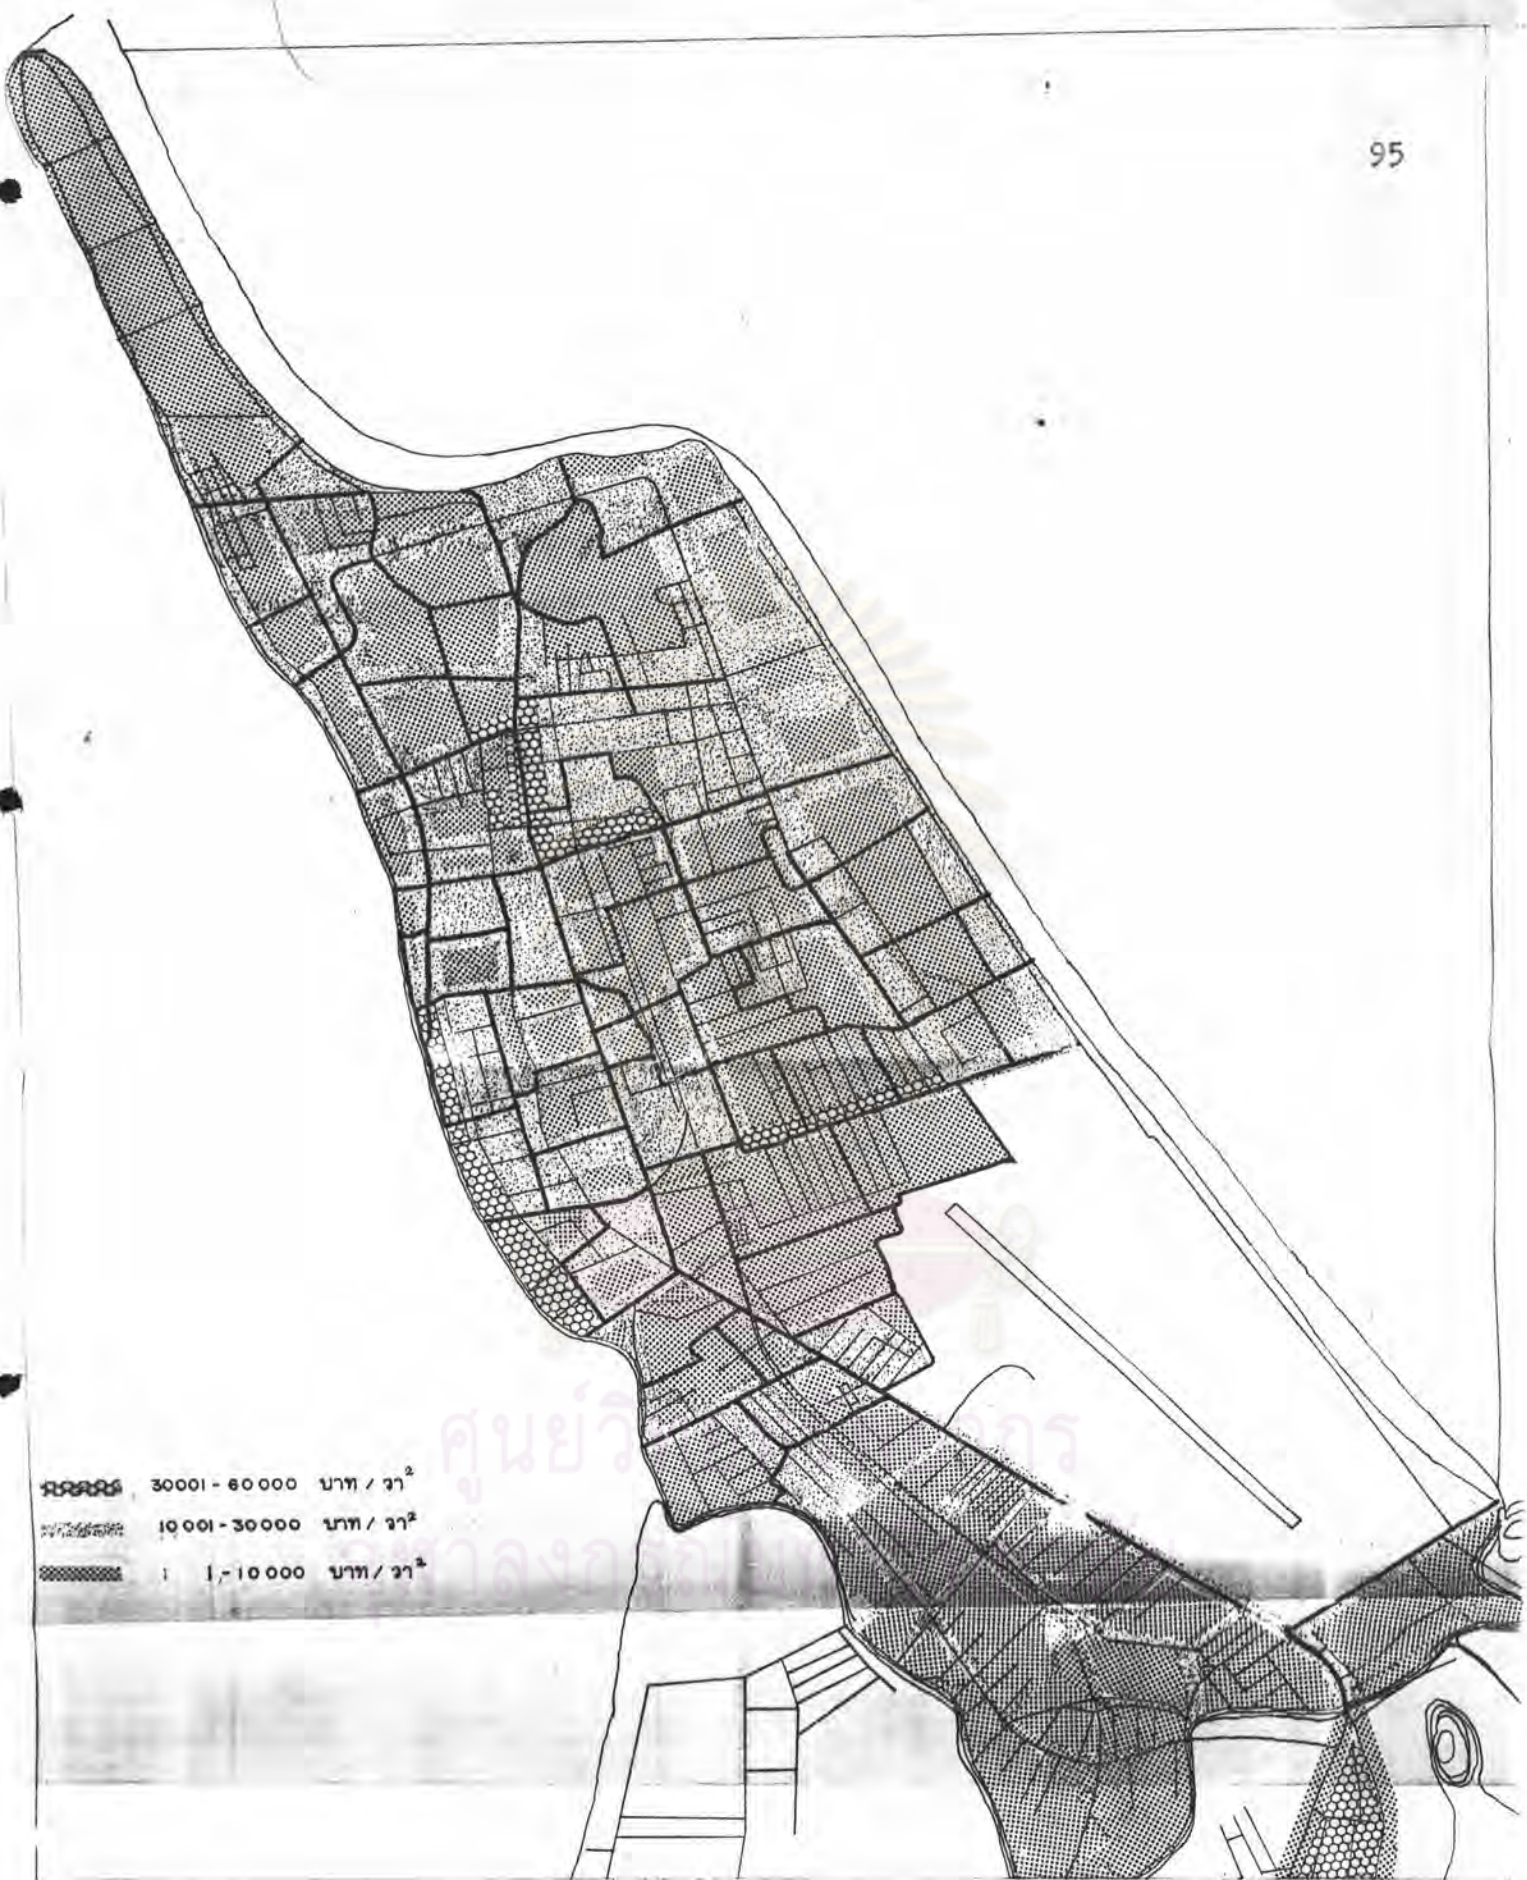 95
30001-60000 บาท / วา²
10001-30000 บาท / วา²
1-10000 บาท / วา²